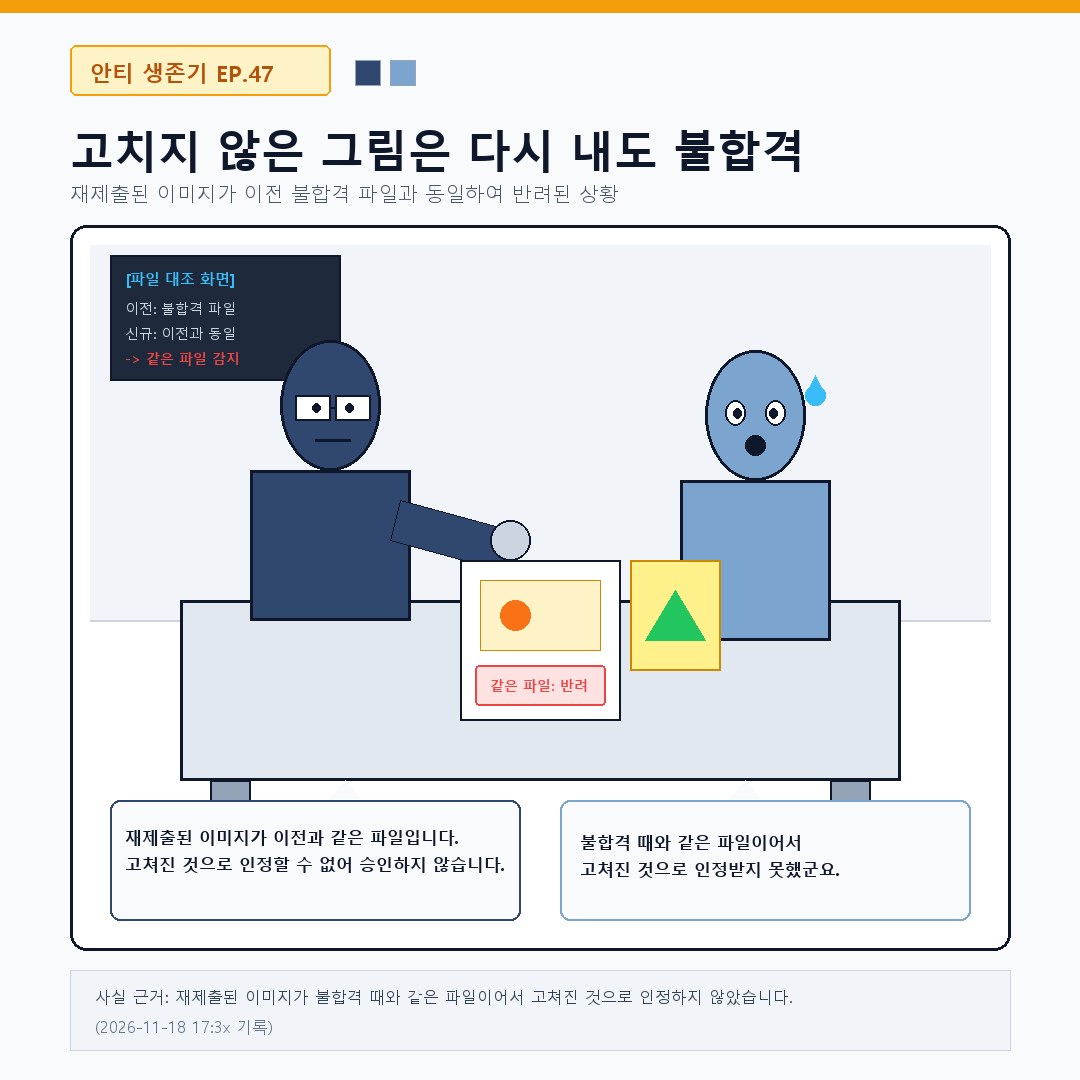 안티 생존기 EP.47
고치지 않은 그림은 다시 내도 불합격
재제출된 이미지가 이전 불합격 파일과 동일하여 반려된 상황
[파일 대조 화면]
이전: 불합격 파일
신규: 이전과 동일
-> 같은 파일 감지
같은 파일: 반려
재제출된 이미지가 이전과 같은 파일입니다.
고쳐진 것으로 인정할 수 없어 승인하지 않습니다.
불합격 때와 같은 파일이어서
고쳐진 것으로 인정받지 못했군요.
사실 근거: 재제출된 이미지가 불합격 때와 같은 파일이어서 고쳐진 것으로 인정하지 않았습니다.
(2026-11-18 17:3x 기록)